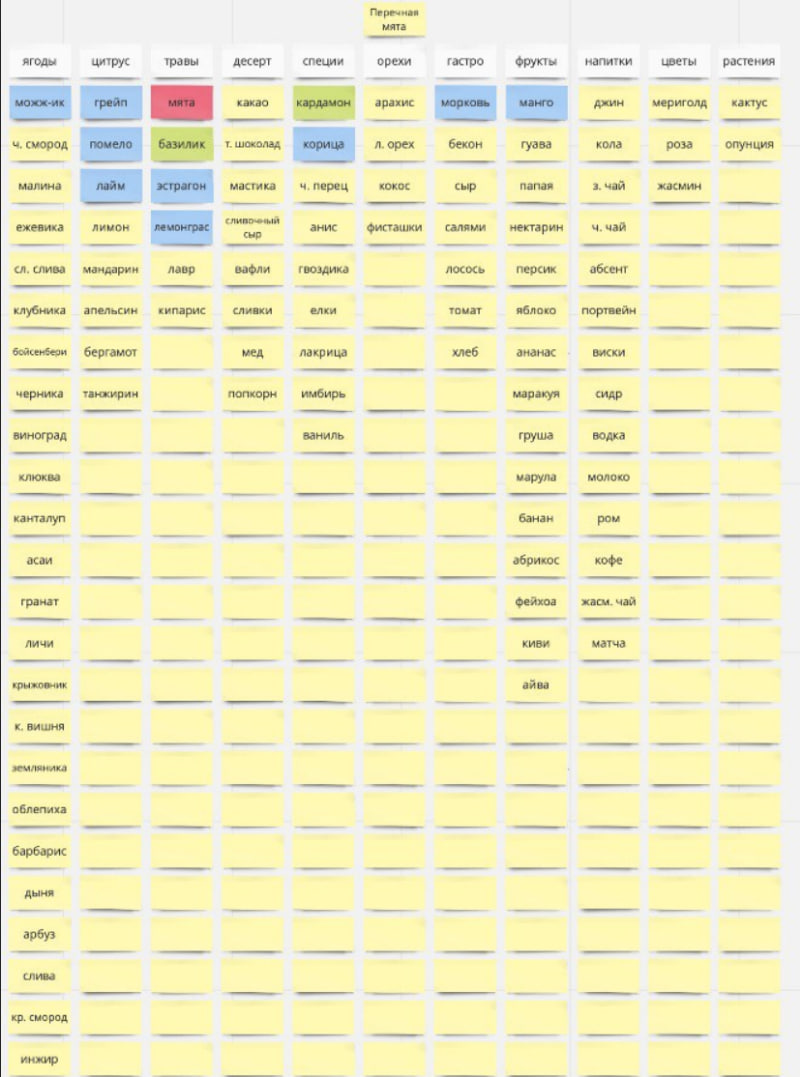 Перечная
мята
ягоды цитрус травы десерт специи орехи гастро фрукты напитки цветы растения
можж-ик грейп мята какао кардамон арахис морковь манго джин мериголд кактус
ч. смород помело базилик т. шоколад корица л. орех бекон гуава кола роза опунция
малина лайм эстрагон мастика ч. перец кокос сыр папая з. чай жасмин
ежевика лимон лемонграс сливочный сыр анис фисташки салями нектарин ч. чай
сл. слива мандарин лавр вафли гвоздика лосось персик абсент
клубника апельсин кипарис сливки елки томат яблоко портвейн
бойсенбери бергамот мед лакрица хлеб ананас виски
черника танжирин попкорн имбирь маракуя сидр
виноград ваниль груша водка
клюква марула молоко
канталуп банан ром
асаи абрикос кофе
гранат фейхоа жасм. чай
личи киви матча
крыжовник айва
к. вишня
земляника
облепиха
барбарис
дыня
арбуз
слива
кр. смород
инжир